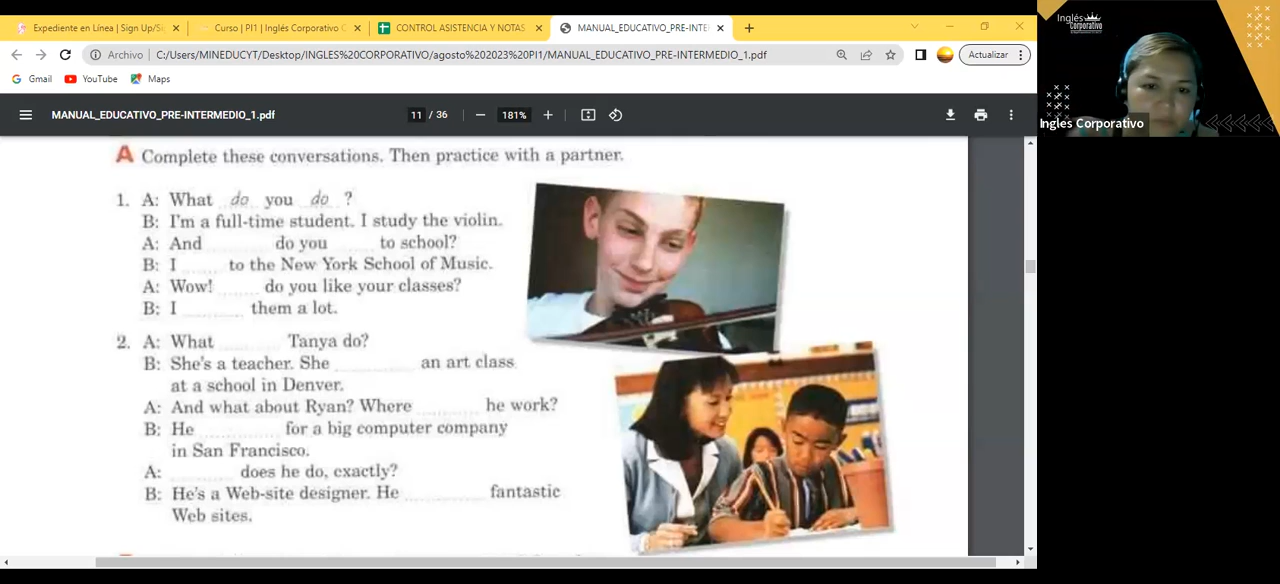 Expediente en Línea | Sign Up/Si
Curso | PI1 | Inglés Corporativo C
CONTROL ASISTENCIA Y NOTAS
MANUAL_EDUCATIVO_PRE-INTERME
Archivo
C:/Users/MINEDUCYT/Desktop/INGLES%20CORPORATIVO/agosto%202023%20PI1/MANUAL_EDUCATIVO_PRE-INTERMEDIO_1.pdf
Actualizar
Gmail
YouTube
Maps
MANUAL_EDUCATIVO_PRE-INTERMEDIO_1.pdf
11 / 36
181%
A Complete these conversations. Then practice with a partner.
1. A: What do you do ?
B: I'm a full-time student. I study the violin.
A: And ........ do you ........ to school?
B: I ........ to the New York School of Music.
A: Wow! ........ do you like your classes?
B: I ........ them a lot.
2. A: What ........ Tanya do?
B: She's a teacher. She ........ an art class
at a school in Denver.
A: And what about Ryan? Where ........ he work?
B: He ........ for a big computer company
in San Francisco.
A: ........ does he do, exactly?
B: He's a Web-site designer. He ........ fantastic
Web sites.
Inglés
Corporativo
Ingles Corporativo